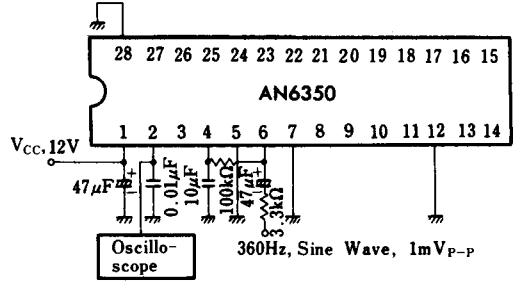 28 27 26 25 24 23 22 21 20 19 18 17 16 15
AN6350
1 2 3 4 5 6 7 8 9 10 11 12 13 14
VCC, 12V
47μF
+
−
0.01μF
10μF
100kΩ
47μF
+
−
3.3kΩ
Oscillo-
scope
360Hz, Sine Wave, 1mVP-P